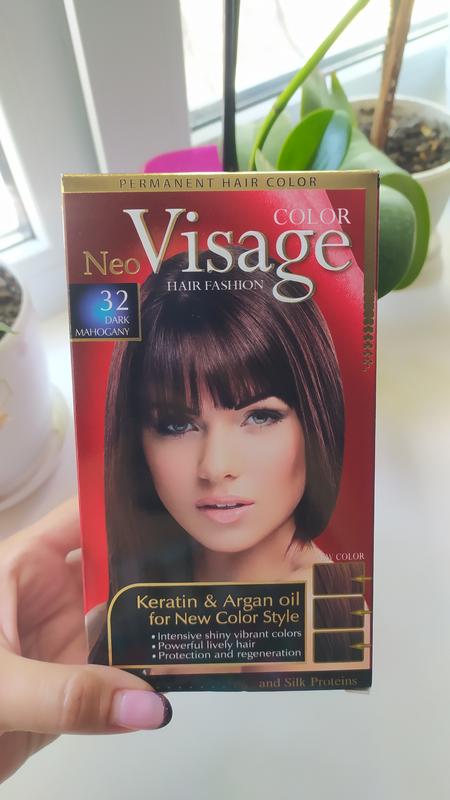 PERMANENT HAIR COLOR
COLOR
Neo Visage
HAIR FASHION
32
DARK
MAHOGANY
COLOR
Keratin & Argan oil
for New Color Style
• Intensive shiny vibrant colors
• Powerful lively hair
• Protection and regeneration
and Silk Proteins